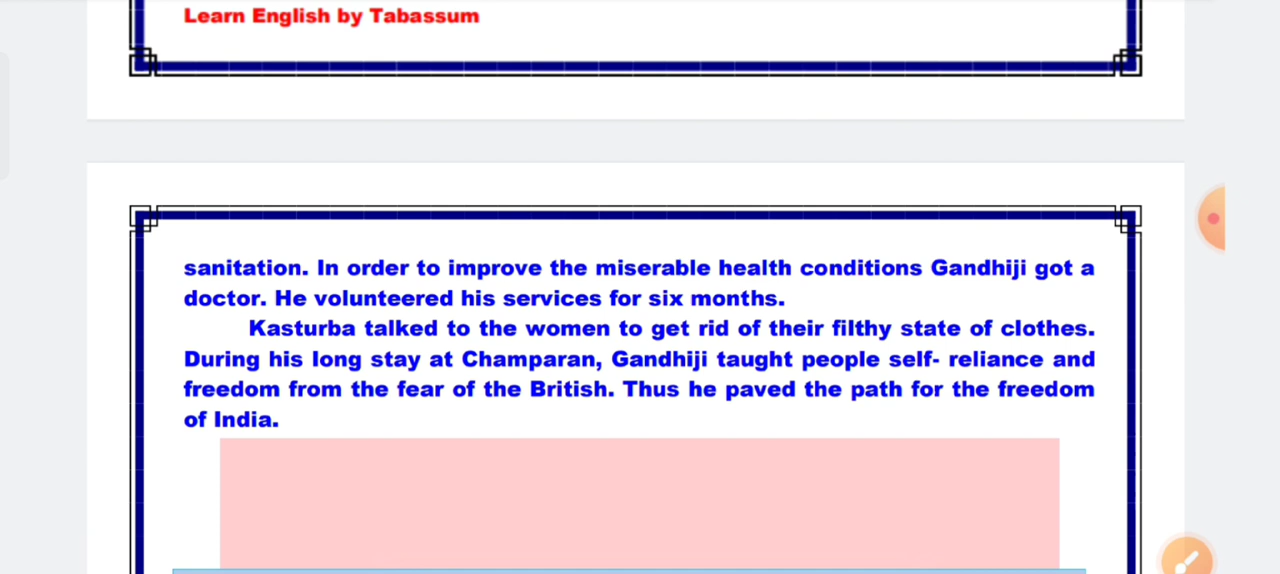 Learn English by Tabassum
sanitation. In order to improve the miserable health conditions Gandhiji got a
doctor. He volunteered his services for six months.
Kasturba talked to the women to get rid of their filthy state of clothes.
During his long stay at Champaran, Gandhiji taught people self- reliance and
freedom from the fear of the British. Thus he paved the path for the freedom
of India.